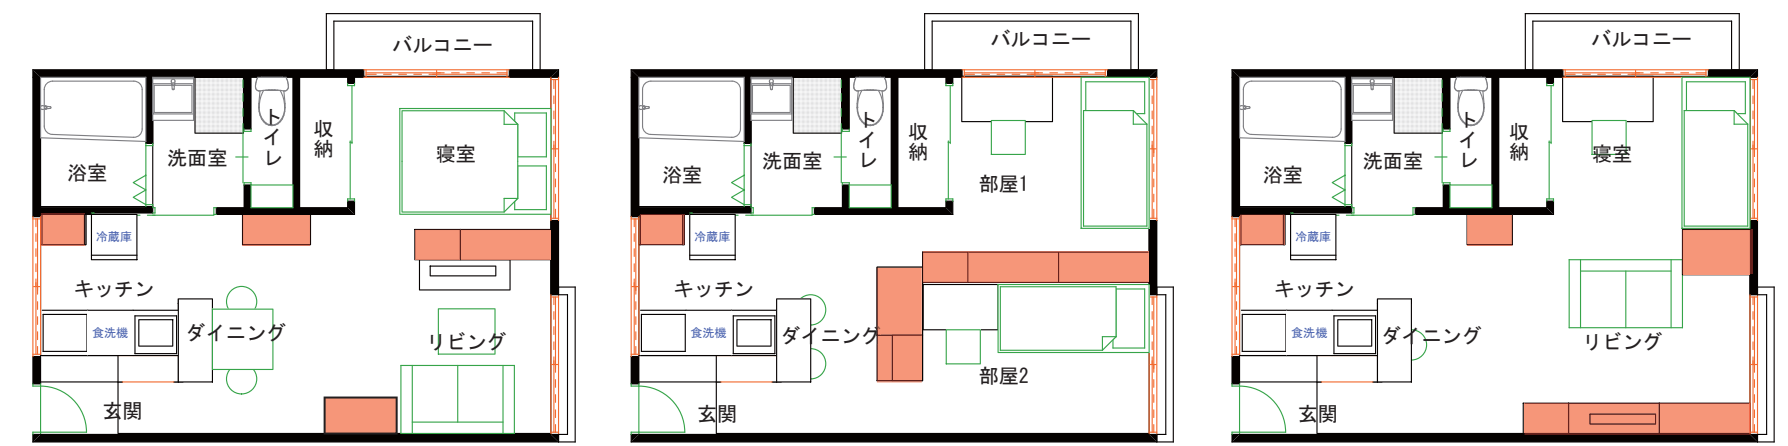 バルコニー
浴室
洗面室
トイレ
収納
寝室
冷蔵庫
キッチン
食洗機
ダイニング
リビング
玄関
バルコニー
浴室
洗面室
トイレ
収納
部屋1
冷蔵庫
キッチン
食洗機
ダイニング
部屋2
玄関
バルコニー
浴室
洗面室
トイレ
収納
寝室
冷蔵庫
キッチン
食洗機
ダイニング
リビング
玄関